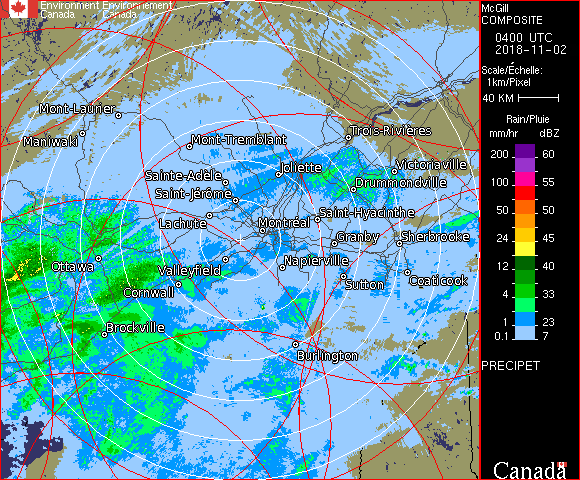 Environment Environnement
Canada Canada
McGill
COMPOSITE
0400 UTC
2018-11-02
Scale/Échelle:
1km/Pixel
40 KM
Rain/Pluie
mm/hr dBZ
200 60
100 55
50 50
24 45
12 40
4 33
1 23
0.1 7
PRECIPET
Canada
Mont-Laurier
Maniwaki
Mont-Tremblant
Trois-Rivières
Joliette
Victoriaville
Sainte-Adèle
Drummondville
Saint-Jérôme
Saint-Hyacinthe
Lachute
Montréal
Granby
Sherbrooke
Ottawa
Valleyfield
Napierville
Coaticook
Cornwall
Sutton
Brockville
Burlington